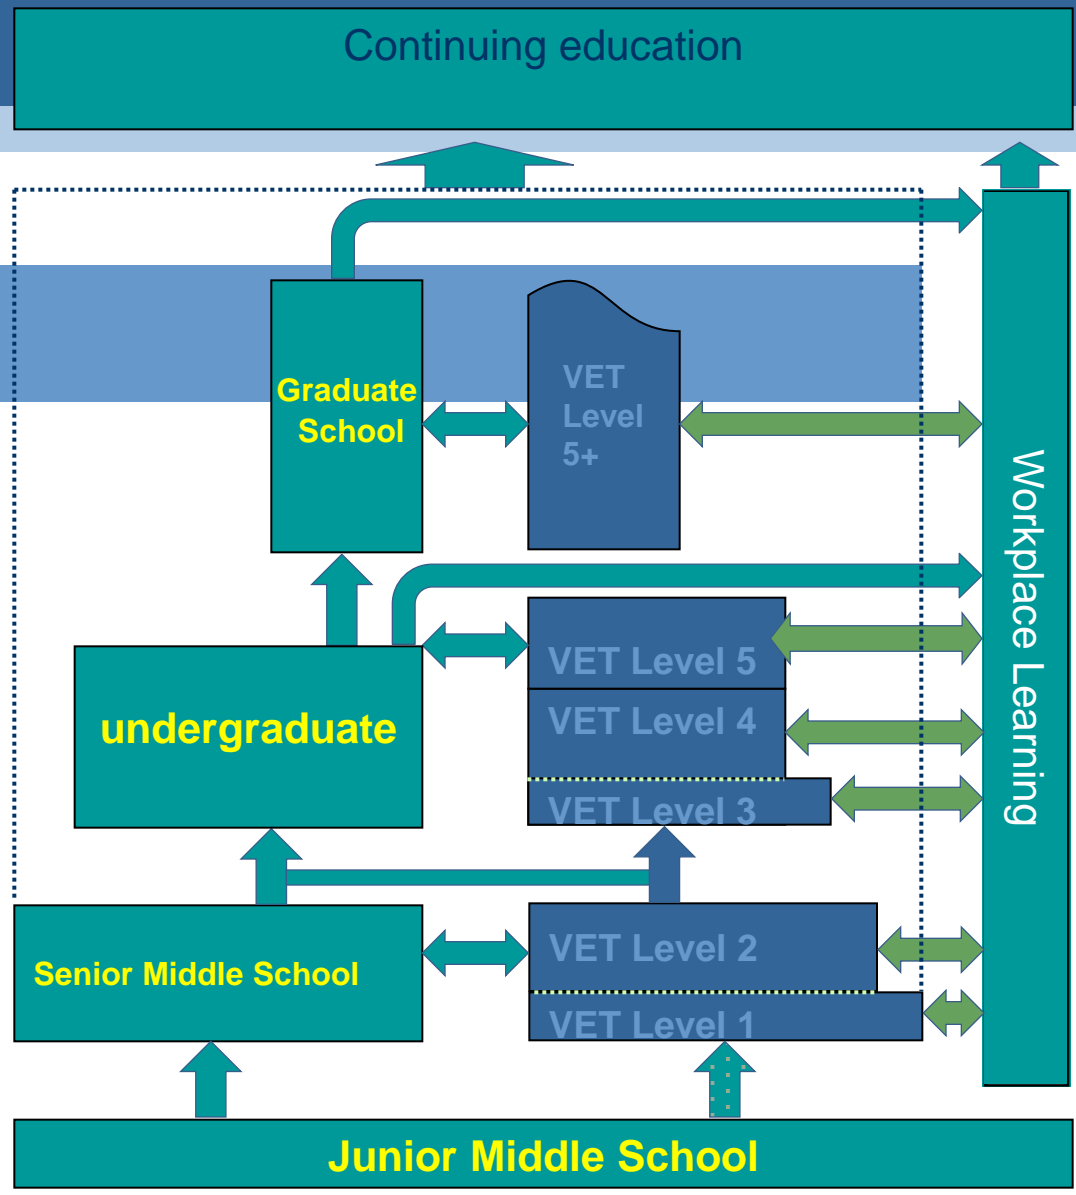 Continuing education
Graduate
School
VET
Level
5+
Workplace Learning
VET Level 5
undergraduate
VET Level 4
VET Level 3
VET Level 2
Senior Middle School
VET Level 1
Junior Middle School